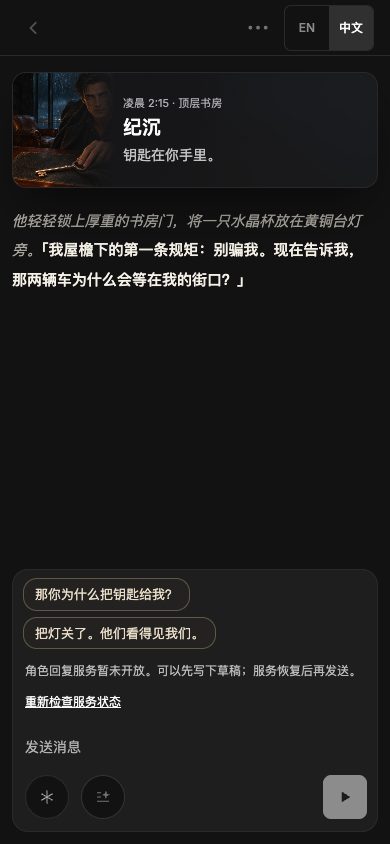 EN
中文
凌晨 2:15 · 顶层书房
纪沉
钥匙在你手里。
他轻轻锁上厚重的书房门，将一只水晶杯放在黄铜台灯
旁。「我屋檐下的第一条规矩：别骗我。现在告诉我，
那两辆车为什么会等在我的街口？」
那你为什么把钥匙给我？
把灯关了。他们看得见我们。
角色回复服务暂未开放。可以先写下草稿；服务恢复后再发送。
重新检查服务状态
发送消息